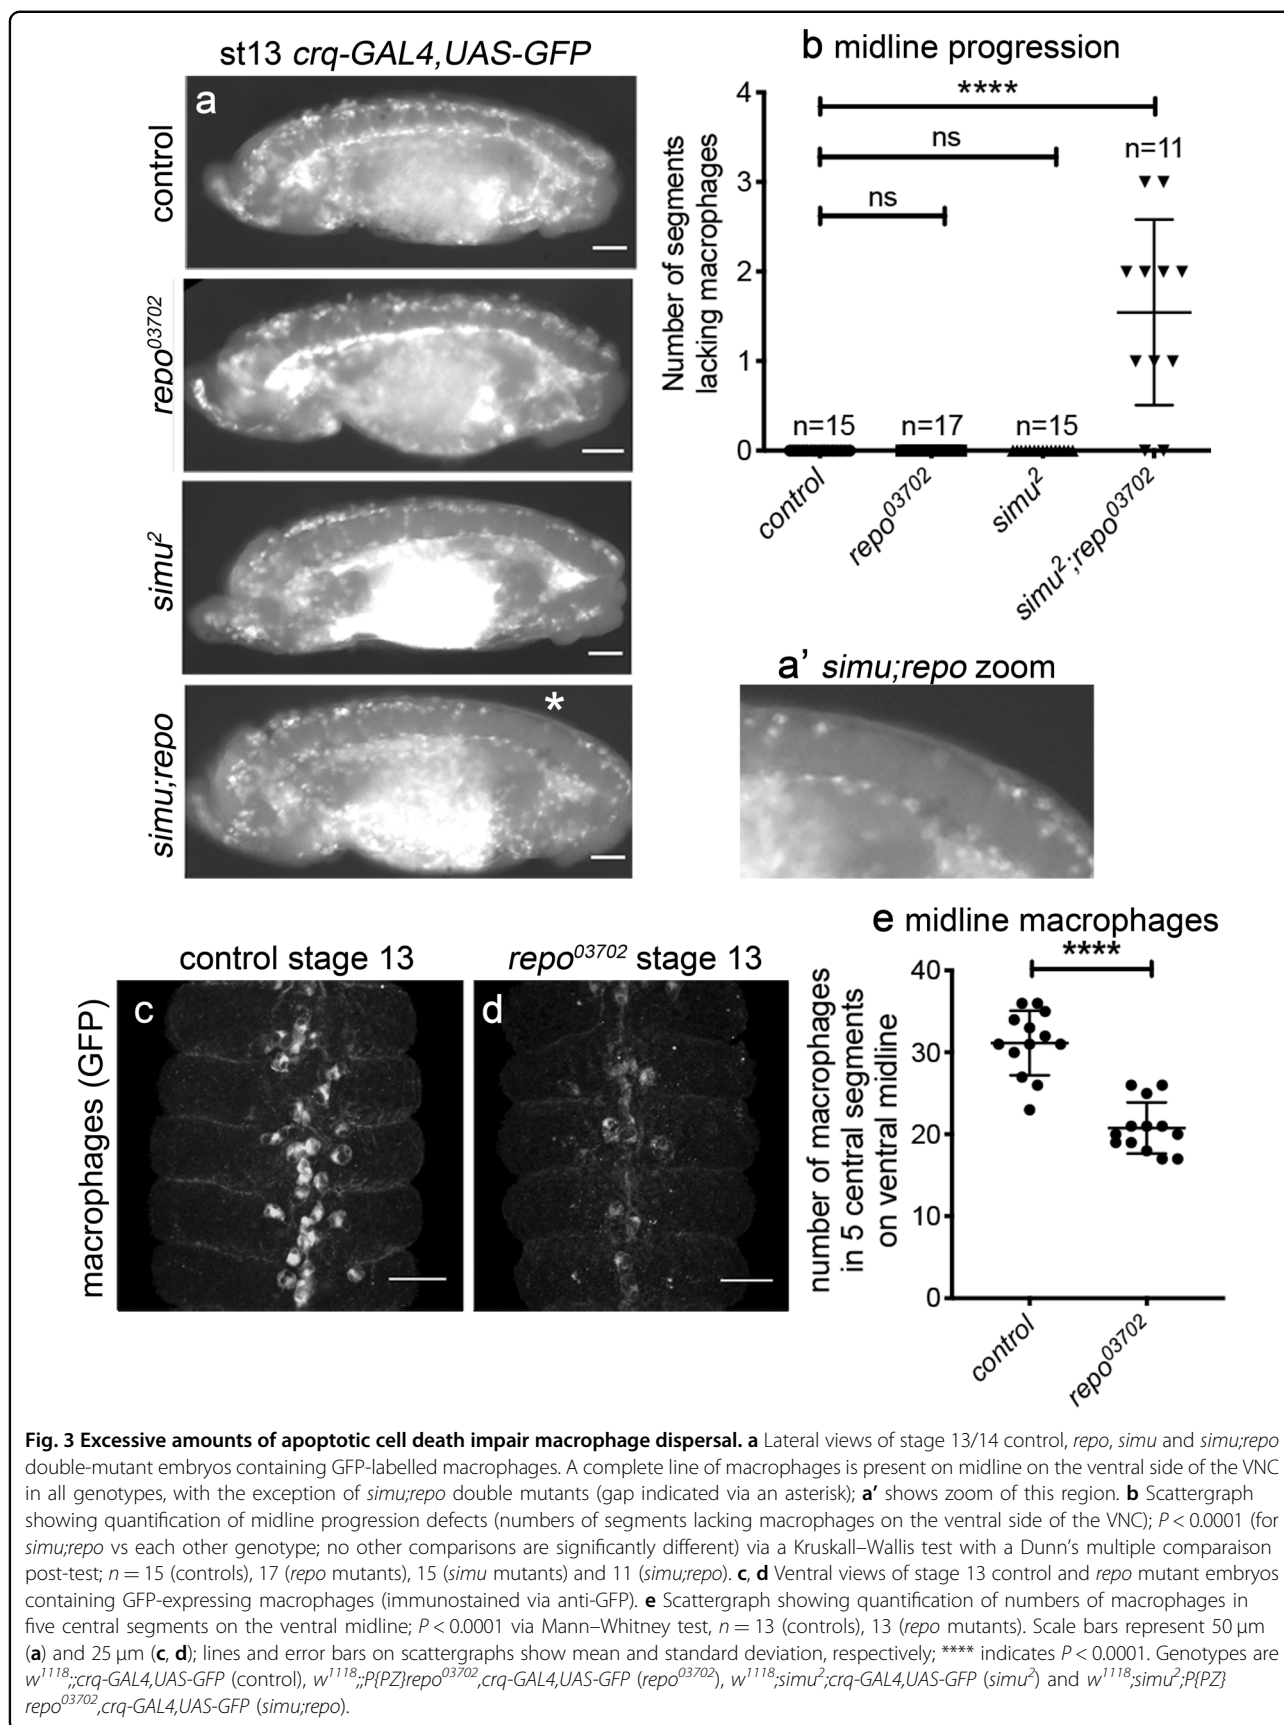 st13 crq-GAL4,UAS-GFP
a
control
repo03702
simu2
simu;repo
*
b midline progression
Number of segments
lacking macrophages
4
3
2
1
0
****
ns
ns
n=15
n=17
n=15
n=11
control
repo03702
simu2
simu2;repo03702
a’ simu;repo zoom
control stage 13
repo03702 stage 13
macrophages (GFP)
c
d
e midline macrophages
****
number of macrophages
in 5 central segments
on ventral midline
40
30
20
10
0
control
repo03702
Fig. 3 Excessive amounts of apoptotic cell death impair macrophage dispersal. a Lateral views of stage 13/14 control, repo, simu and simu;repo
double-mutant embryos containing GFP-labelled macrophages. A complete line of macrophages is present on midline on the ventral side of the VNC
in all genotypes, with the exception of simu;repo double mutants (gap indicated via an asterisk); a’ shows zoom of this region. b Scattergraph
showing quantification of midline progression defects (numbers of segments lacking macrophages on the ventral side of the VNC); P < 0.0001 (for
simu;repo vs each other genotype; no other comparisons are significantly different) via a Kruskall–Wallis test with a Dunn’s multiple comparaison
post-test; n = 15 (controls), 17 (repo mutants), 15 (simu mutants) and 11 (simu;repo). c, d Ventral views of stage 13 control and repo mutant embryos
containing GFP-expressing macrophages (immunostained via anti-GFP). e Scattergraph showing quantification of numbers of macrophages in
five central segments on the ventral midline; P < 0.0001 via Mann–Whitney test, n = 13 (controls), 13 (repo mutants). Scale bars represent 50 µm
(a) and 25 µm (c, d); lines and error bars on scattergraphs show mean and standard deviation, respectively; **** indicates P < 0.0001. Genotypes are
w1118;;crq-GAL4,UAS-GFP (control), w1118;;P{PZ}repo03702,crq-GAL4,UAS-GFP (repo03702), w1118;simu2;crq-GAL4,UAS-GFP (simu2) and w1118;simu2;P{PZ}
repo03702,crq-GAL4,UAS-GFP (simu;repo).